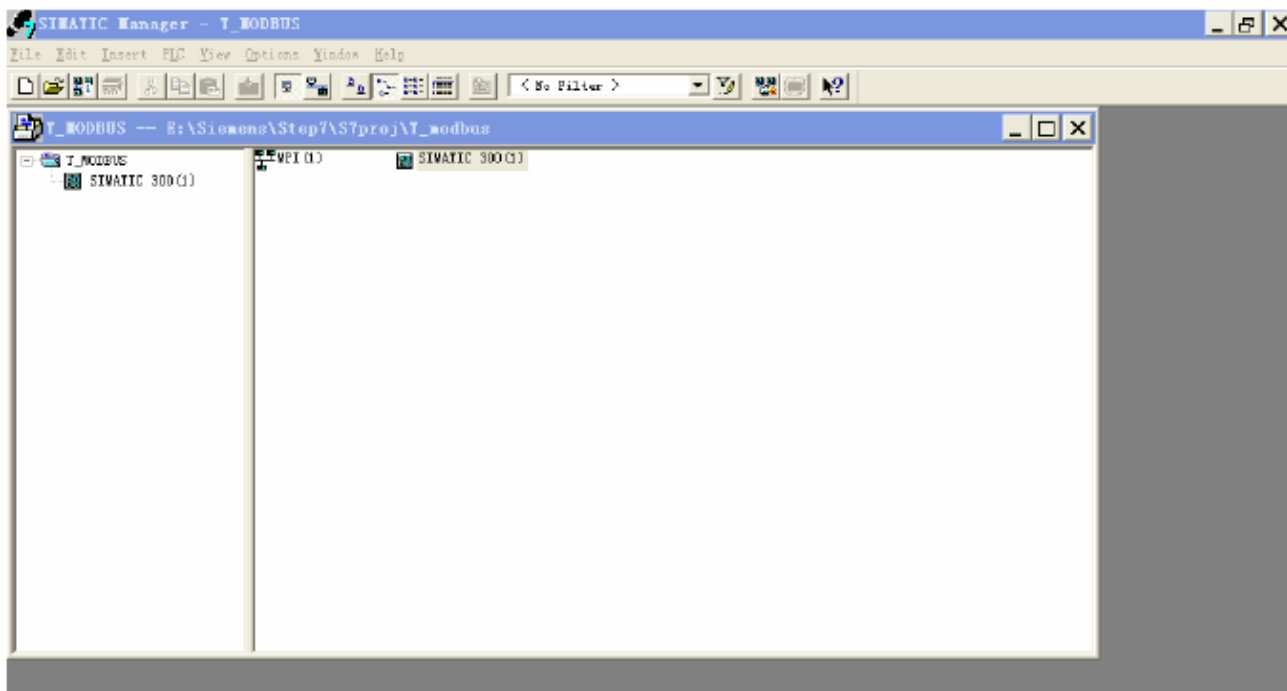 SIMATIC Manager - T_MODBUS
File Edit Insert PLC View Options Window Help
< No Filter >
T_MODBUS -- E:\Siemens\Step7\S7proj\T_modbus
T_MODBUS
SIMATIC 300(1)
MPI(1)
SIMATIC 300(1)